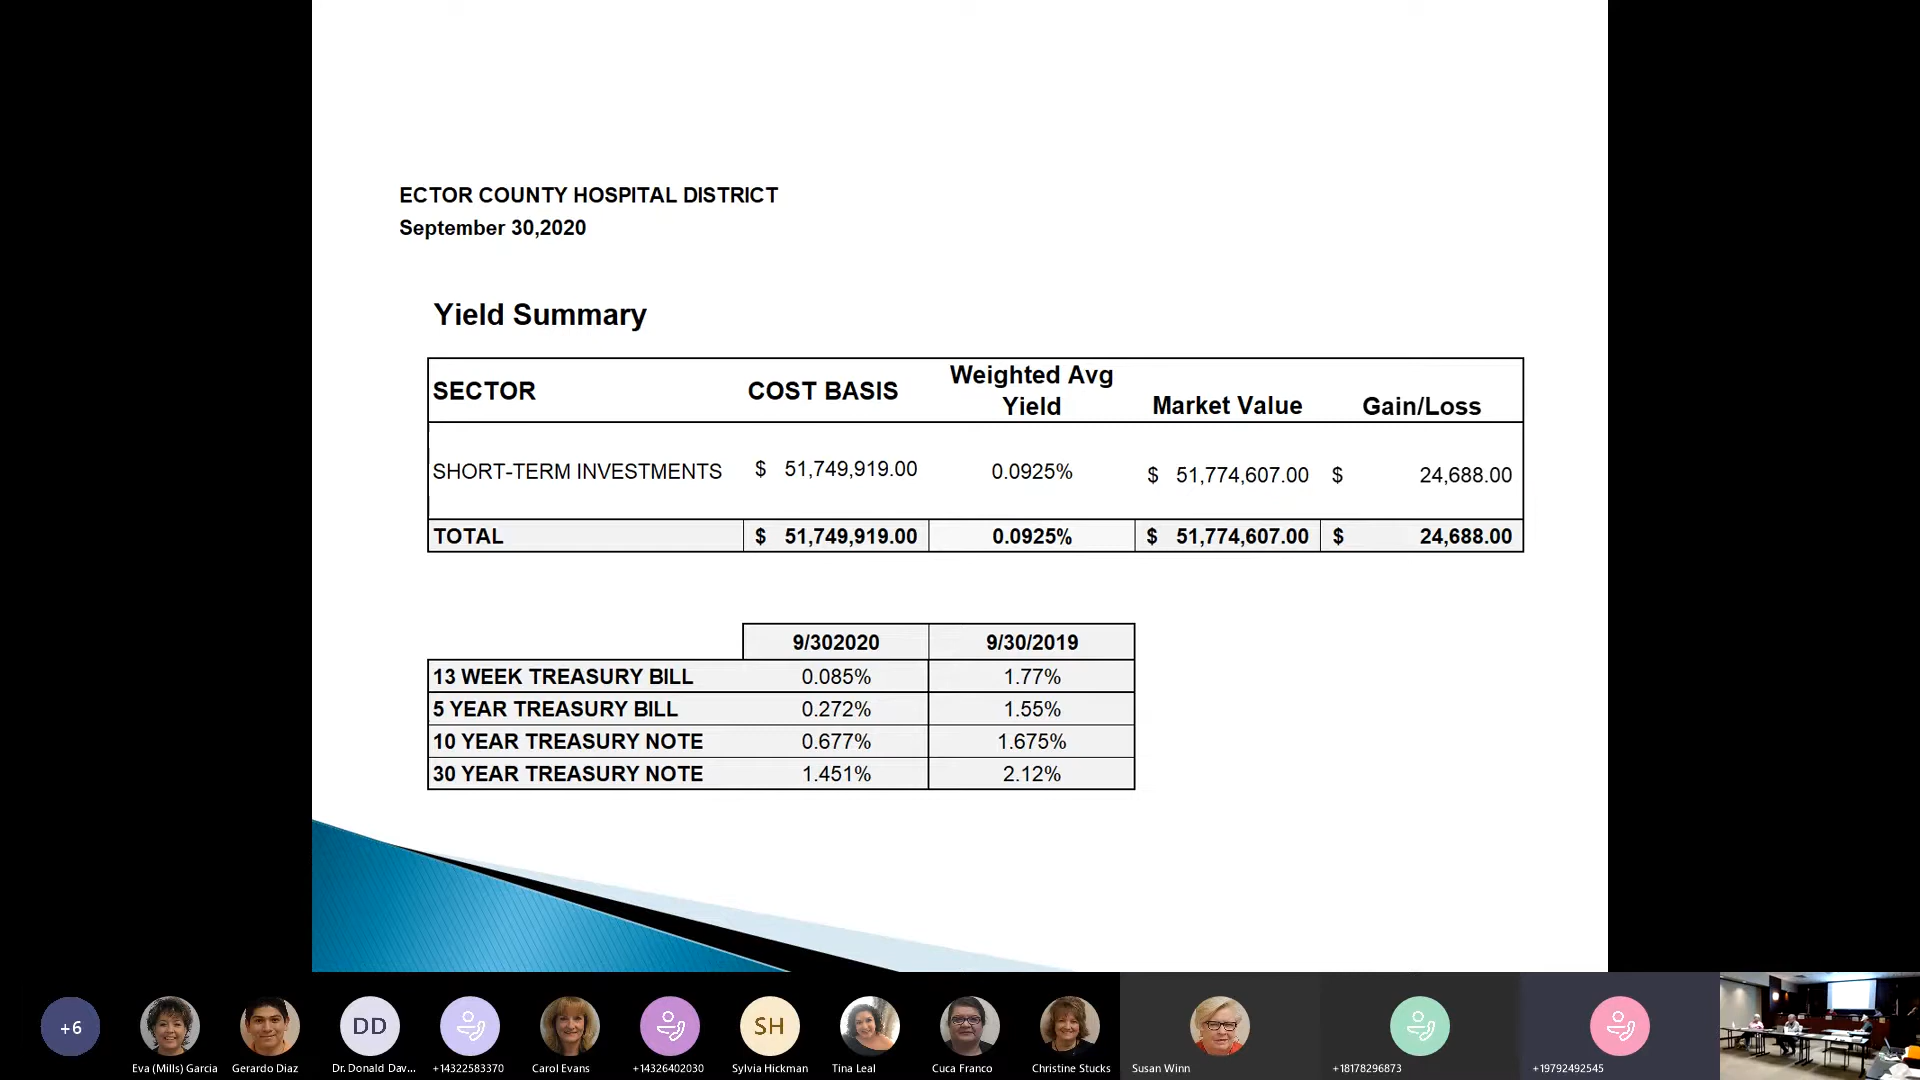 ECTOR COUNTY HOSPITAL DISTRICT
September 30,2020
Yield Summary
SECTOR COST BASIS Weighted Avg Yield Market Value Gain/Loss
SHORT-TERM INVESTMENTS $ 51,749,919.00 0.0925% $ 51,774,607.00 $ 24,688.00
TOTAL $ 51,749,919.00 0.0925% $ 51,774,607.00 $ 24,688.00
9/302020 9/30/2019
13 WEEK TREASURY BILL 0.085% 1.77%
5 YEAR TREASURY BILL 0.272% 1.55%
10 YEAR TREASURY NOTE 0.677% 1.675%
30 YEAR TREASURY NOTE 1.451% 2.12%
+6 DD SH
Eva (Mills) Garcia Gerardo Diaz Dr. Donald Dav... +14322583370 Carol Evans +14326402030 Sylvia Hickman Tina Leal Cuca Franco Christine Stucks Susan Winn +18178296873 +19792492545